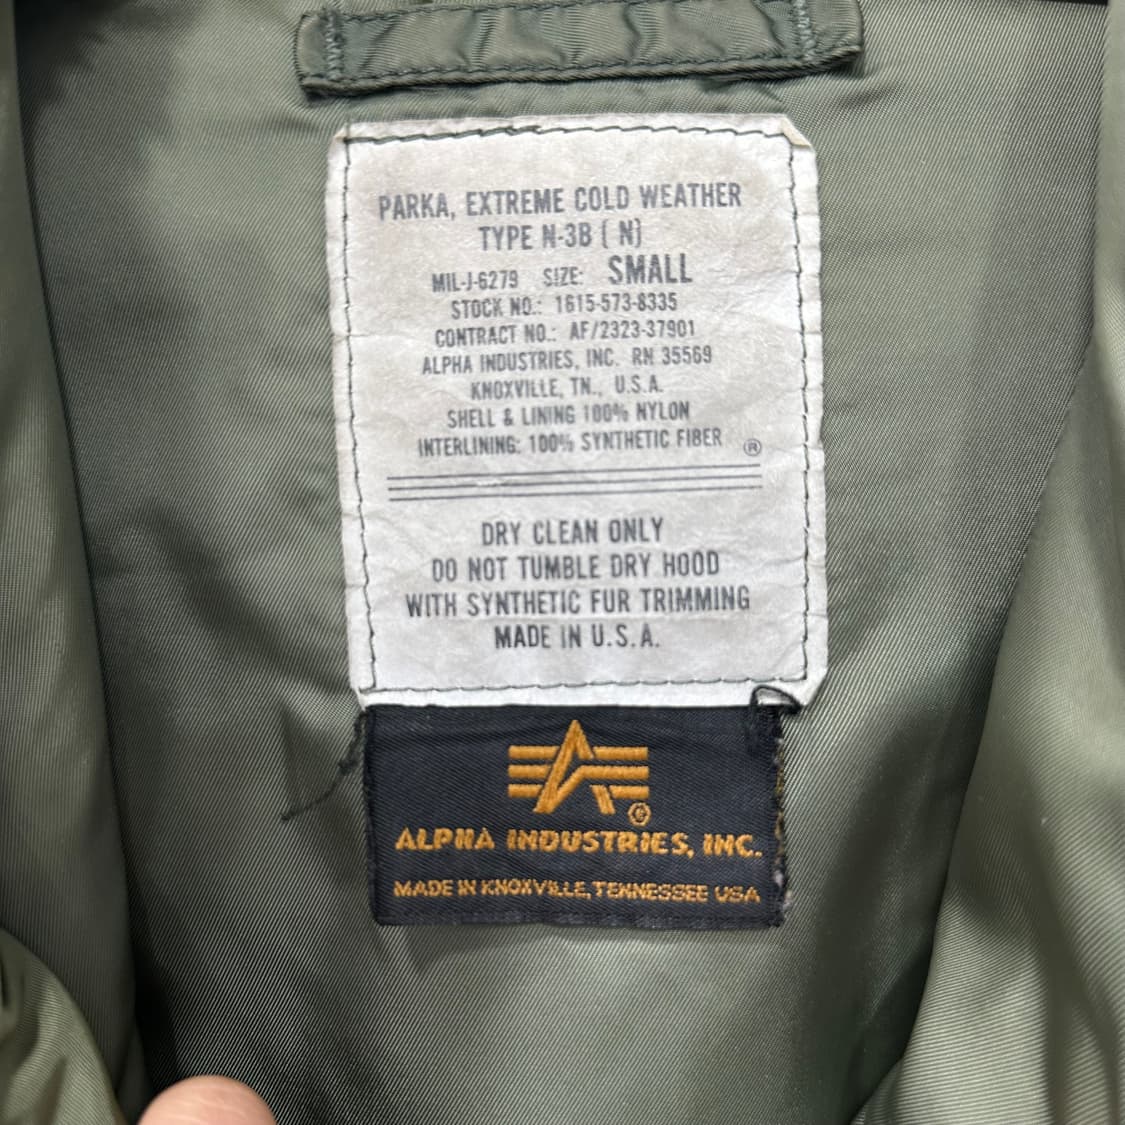 PARKA, EXTREME COLD WEATHER
TYPE N-3B ( N)
MIL-J-6279 SIZE: SMALL
STOCK NO.: 1615-573-8335
CONTRACT NO.: AF/2323-37901
ALPHA INDUSTRIES, INC. RN 35569
KNOXVILLE, TN., U.S.A.
SHELL & LINING 100% NYLON
INTERLINING: 100% SYNTHETIC FIBER ®
DRY CLEAN ONLY
DO NOT TUMBLE DRY HOOD
WITH SYNTHETIC FUR TRIMMING
MADE IN U.S.A.
®
ALPHA INDUSTRIES, INC.
MADE IN KNOXVILLE, TENNESSEE USA